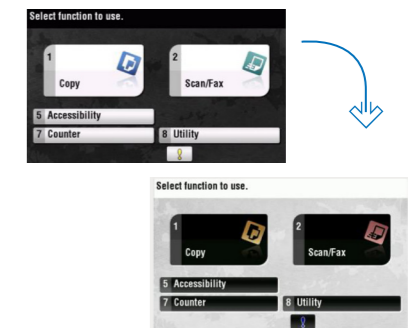 Select function to use.
1
2
Copy
Scan/Fax
5 Accessibility
7 Counter
8 Utility
Select function to use.
1
2
Copy
Scan/Fax
5 Accessibility
7 Counter
8 Utility